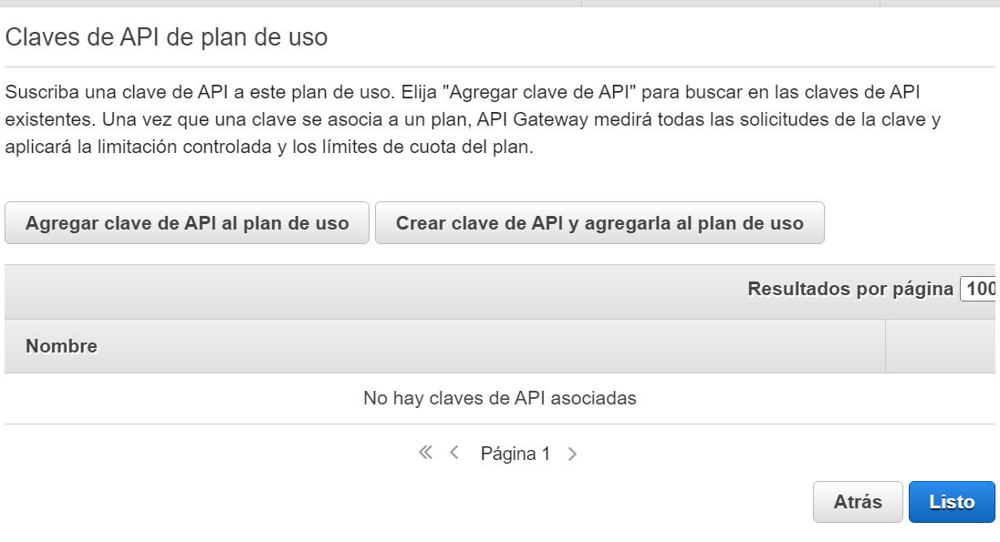 Claves de API de plan de uso
Suscriba una clave de API a este plan de uso. Elija "Agregar clave de API" para buscar en las claves de API
existentes. Una vez que una clave se asocia a un plan, API Gateway medirá todas las solicitudes de la clave y
aplicará la limitación controlada y los límites de cuota del plan.
Agregar clave de API al plan de uso Crear clave de API y agregarla al plan de uso
Resultados por página 100
Nombre
No hay claves de API asociadas
« ‹ Página 1 ›
Atrás Listo